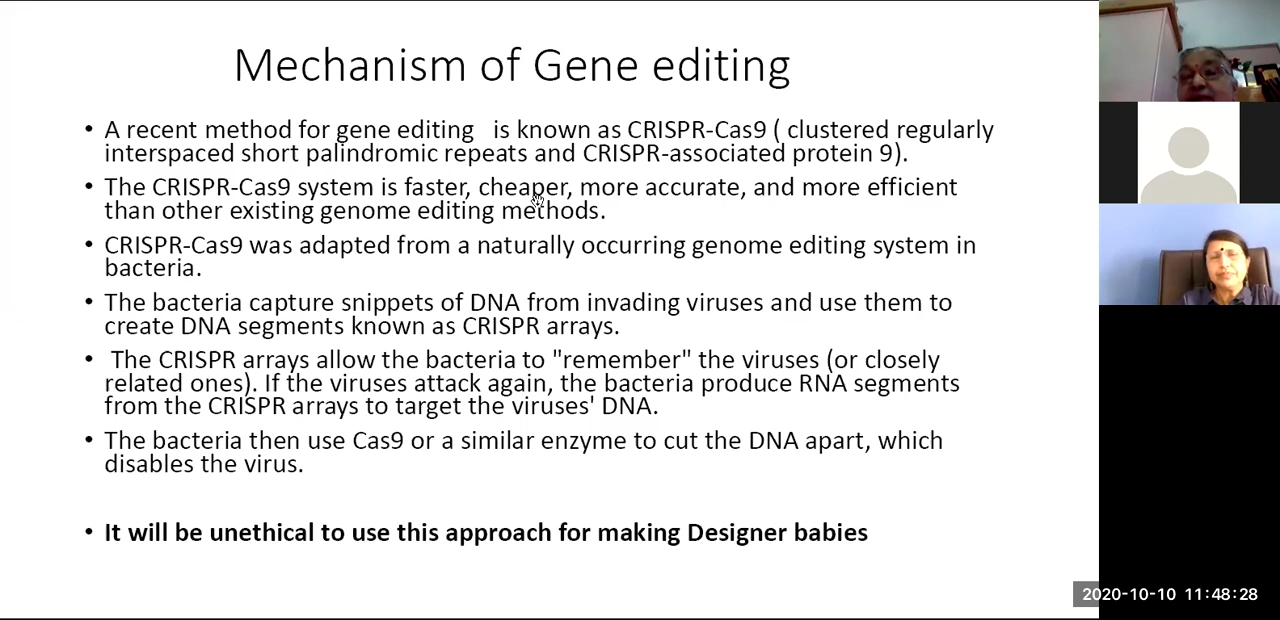 Mechanism of Gene editing
• A recent method for gene editing is known as CRISPR-Cas9 ( clustered regularly
interspaced short palindromic repeats and CRISPR-associated protein 9).
• The CRISPR-Cas9 system is faster, cheaper, more accurate, and more efficient
than other existing genome editing methods.
• CRISPR-Cas9 was adapted from a naturally occurring genome editing system in
bacteria.
• The bacteria capture snippets of DNA from invading viruses and use them to
create DNA segments known as CRISPR arrays.
• The CRISPR arrays allow the bacteria to "remember" the viruses (or closely
related ones). If the viruses attack again, the bacteria produce RNA segments
from the CRISPR arrays to target the viruses' DNA.
• The bacteria then use Cas9 or a similar enzyme to cut the DNA apart, which
disables the virus.
• It will be unethical to use this approach for making Designer babies
2020-10-10 11:48:28